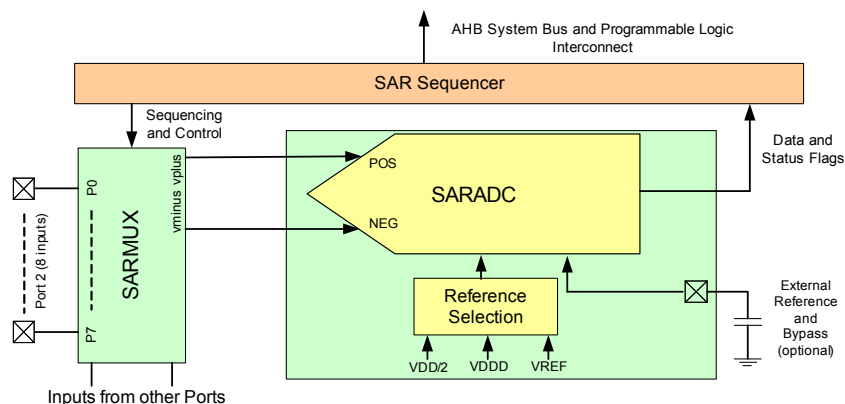 AHB System Bus and Programmable Logic
Interconnect
SAR Sequencer
Sequencing
and Control
Data and
Status Flags
vminus vplus
P0
Port 2 (8 inputs)
SARMUX
P7
POS
NEG
SARADC
Reference
Selection
VDD/2
VDDD
VREF
External
Reference
and
Bypass
(optional)
Inputs from other Ports